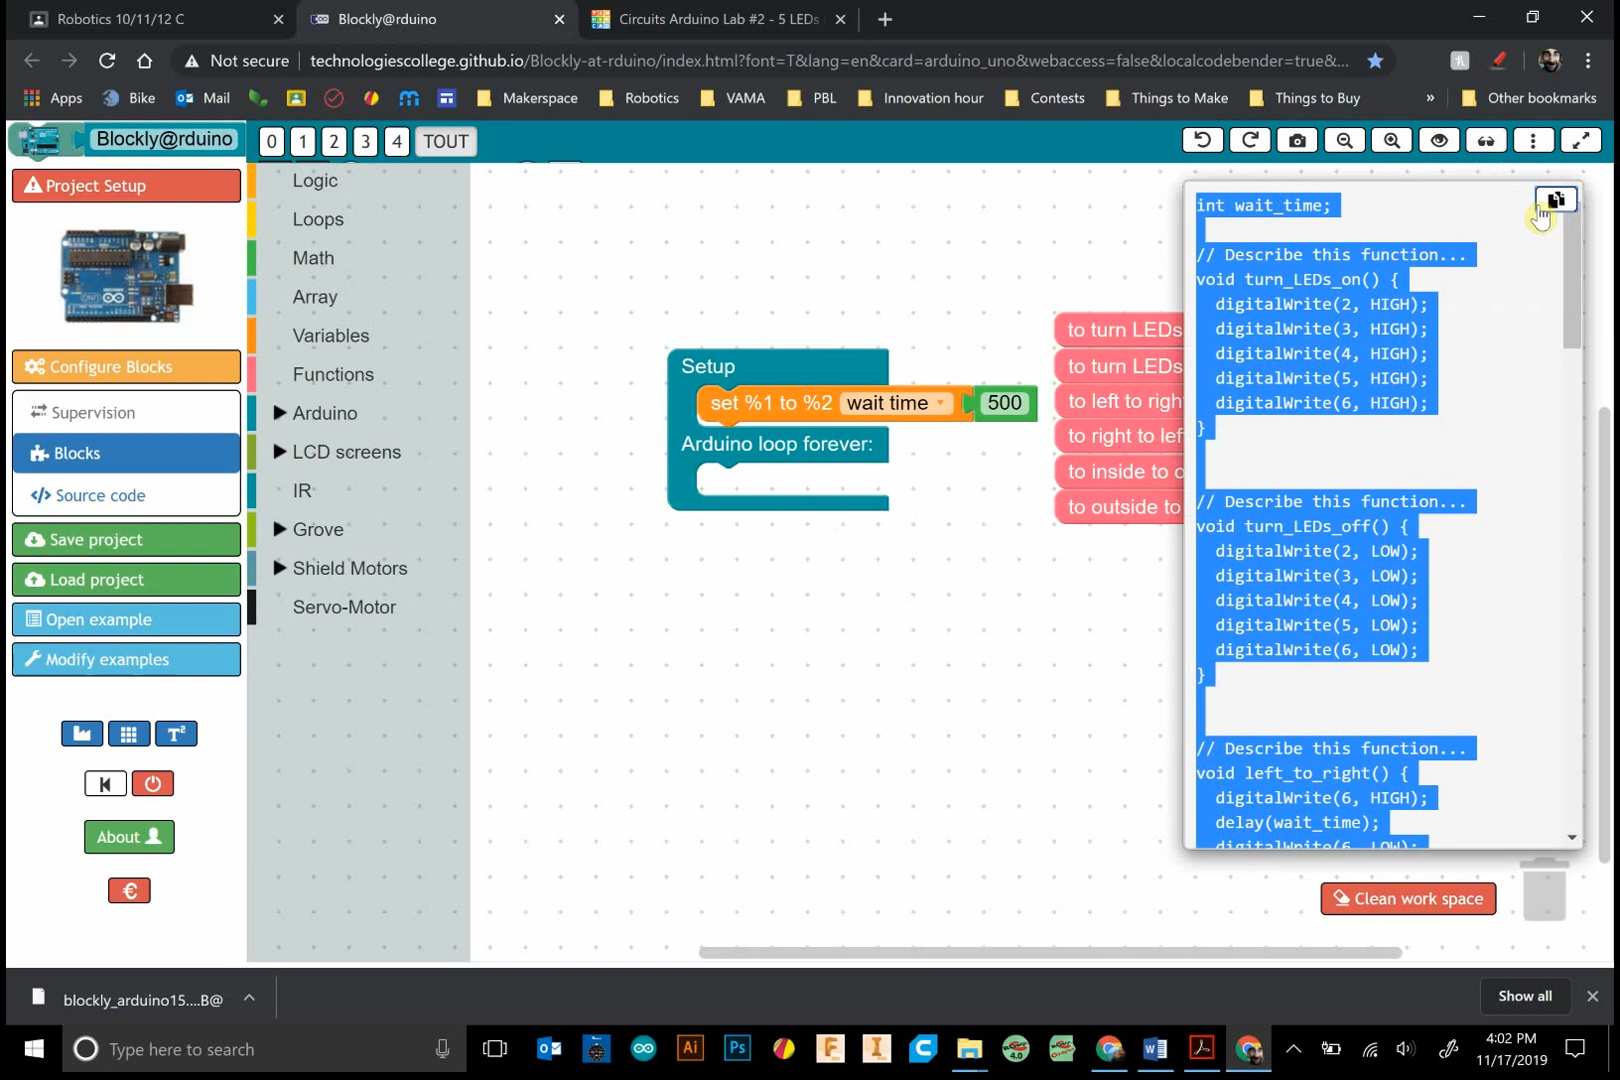 Robotics 10/11/12 C
Blockly@rduino
Circuits Arduino Lab #2 - 5 LEDs
Not secure
technologiescollege.github.io/Blockly-at-rduino/index.html?font=T&lang=en&card=arduino_uno&webaccess=false&localcodebender=true&...
Apps
Bike
Mail
Makerspace
Robotics
VAMA
PBL
Innovation hour
Contests
Things to Make
Things to Buy
»
Other bookmarks
Blockly@rduino
0
1
2
3
4
TOUT
Project Setup
Configure Blocks
Supervision
Blocks
Source code
Save project
Load project
Open example
Modify examples
T²
About
€
Logic
Loops
Math
Array
Variables
Functions
Arduino
LCD screens
IR
Grove
Shield Motors
Servo-Motor
Setup
set %1 to %2 wait time 500
Arduino loop forever:
to turn LEDs
to turn LEDs
to left to righ
to right to lef
to inside to o
to outside to
int wait_time;
// Describe this function...
void turn_LEDs_on() {
digitalWrite(2, HIGH);
digitalWrite(3, HIGH);
digitalWrite(4, HIGH);
digitalWrite(5, HIGH);
digitalWrite(6, HIGH);
}
// Describe this function...
void turn_LEDs_off() {
digitalWrite(2, LOW);
digitalWrite(3, LOW);
digitalWrite(4, LOW);
digitalWrite(5, LOW);
digitalWrite(6, LOW);
}
// Describe this function...
void left_to_right() {
digitalWrite(6, HIGH);
delay(wait_time);
digitalWrite(6, LOW);
Clean work space
blockly_arduino15....B@
Show all
Type here to search
Ai
Ps
4:02 PM
11/17/2019